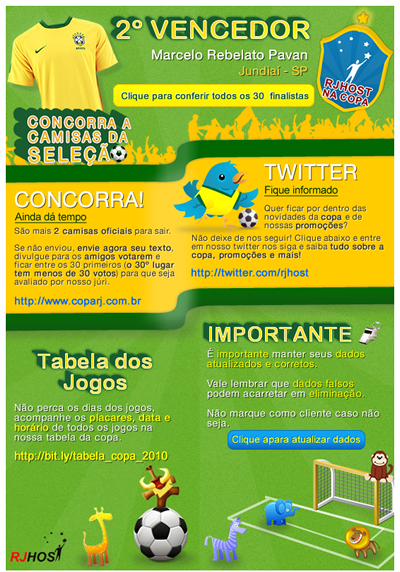 2º VENCEDOR
Marcelo Rebelato Pavan
Jundiaí - SP
Clique para conferir todos os 30 finalistas
RJHOST
NA COPA
CONCORRA A
CAMISAS DA
SELEÇÃO
BRASIL
CONCORRA!
Ainda dá tempo
São mais 2 camisas oficiais para sair.
Se não enviou, envie agora seu texto,
divulgue para os amigos votarem e
ficar entre os 30 primeiros (o 30º lugar
tem menos de 30 votos) para que seja
avaliado por nosso júri.
http://www.coparj.com.br
TWITTER
Fique informado
Quer ficar por dentro das
novidades da copa e de
nossas promoções?
Não deixe de nos seguir! Clique abaixo e entre
em nosso twitter nos siga e saiba tudo sobre a
copa, promoções e mais!
http://twitter.com/rjhost
Tabela dos
Jogos
Não perca os dias dos jogos,
acompanhe os placares, data e
horário de todos os jogos na
nossa tabela da copa.
http://bit.ly/tabela_copa_2010
IMPORTANTE
É importante manter seus dados
atualizados e corretos.
Vale lembrar que dados falsos
podem acarretar em eliminação.
Não marque como cliente caso não
seja.
Clique apara atualizar dados
RJHOST